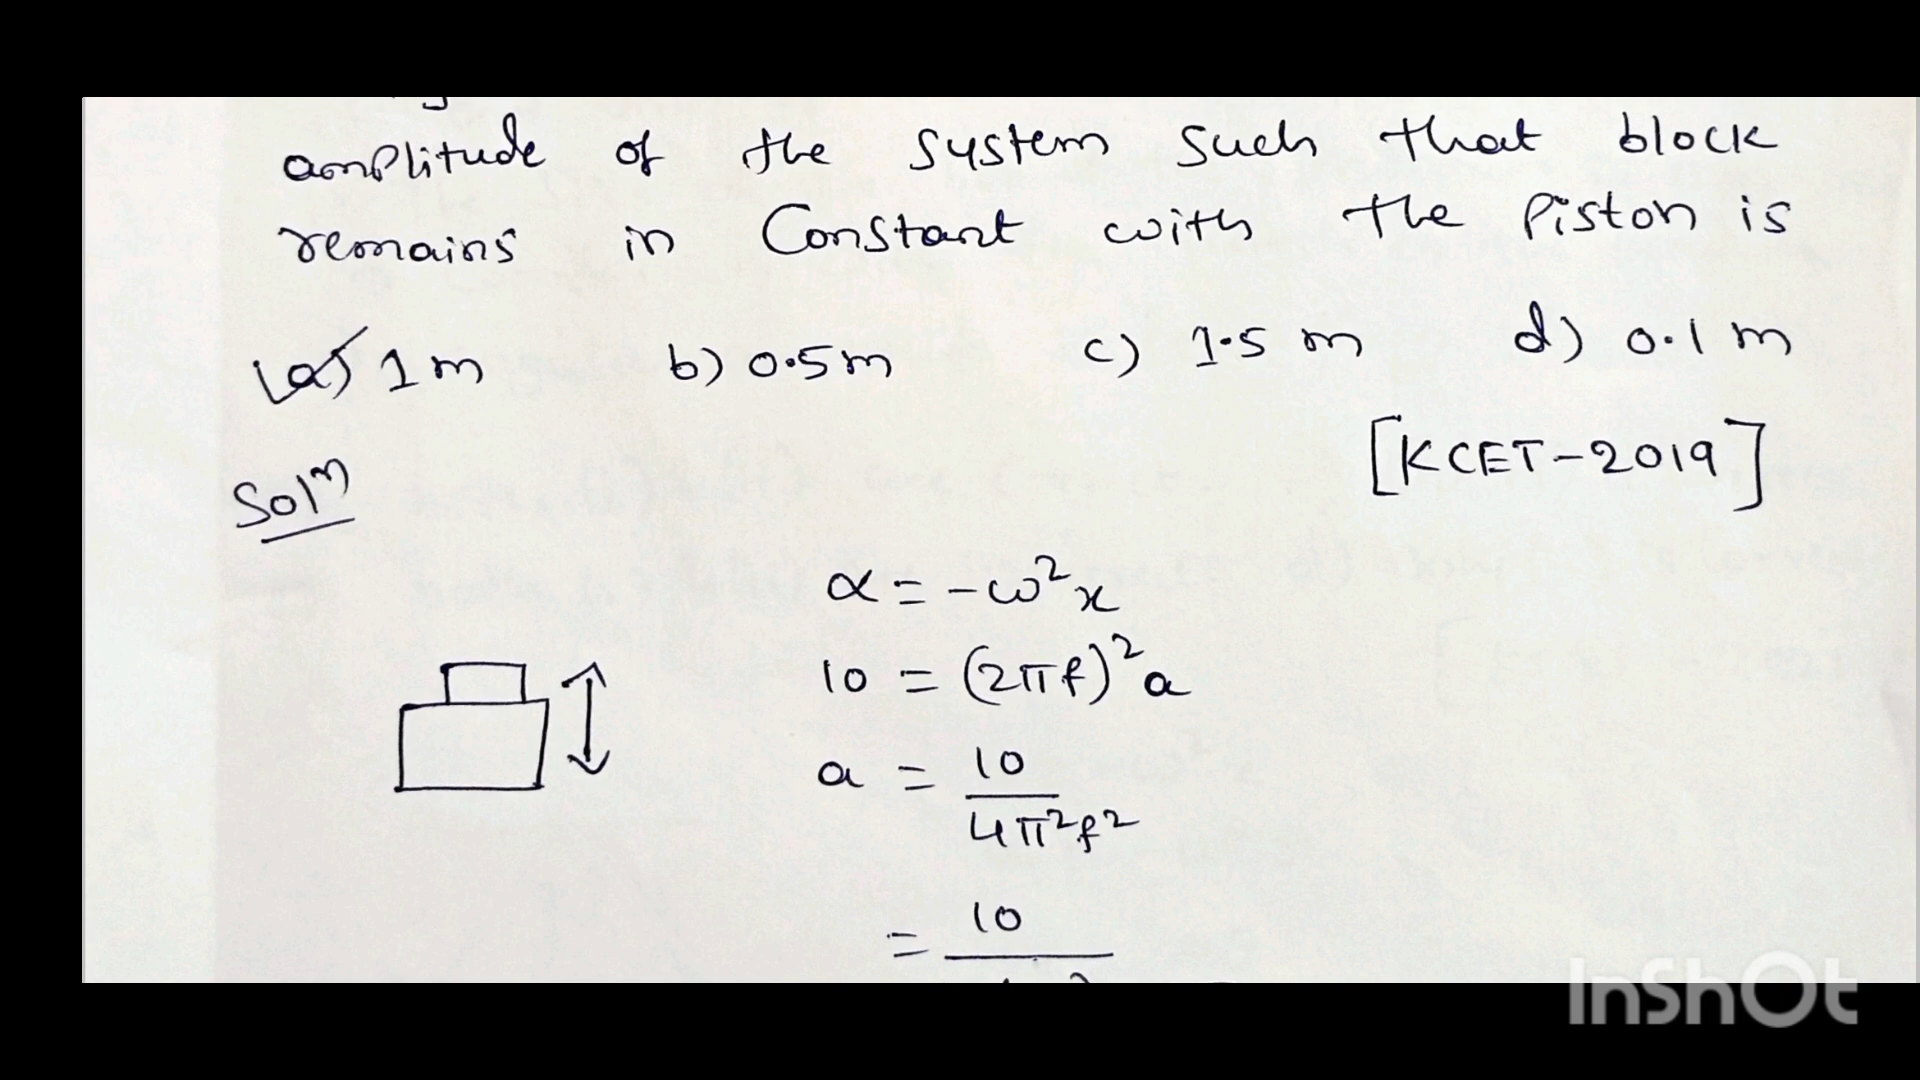 amplitude of the system such that block
remains in Constant with the Piston is
(a) 1 m b) 0.5 m c) 1.5 m d) 0.1 m
[KCET-2019]
Solⁿ
α = -ω²x
10 = (2πf)²a
a = 10
4π²f²
= 10
InShOt